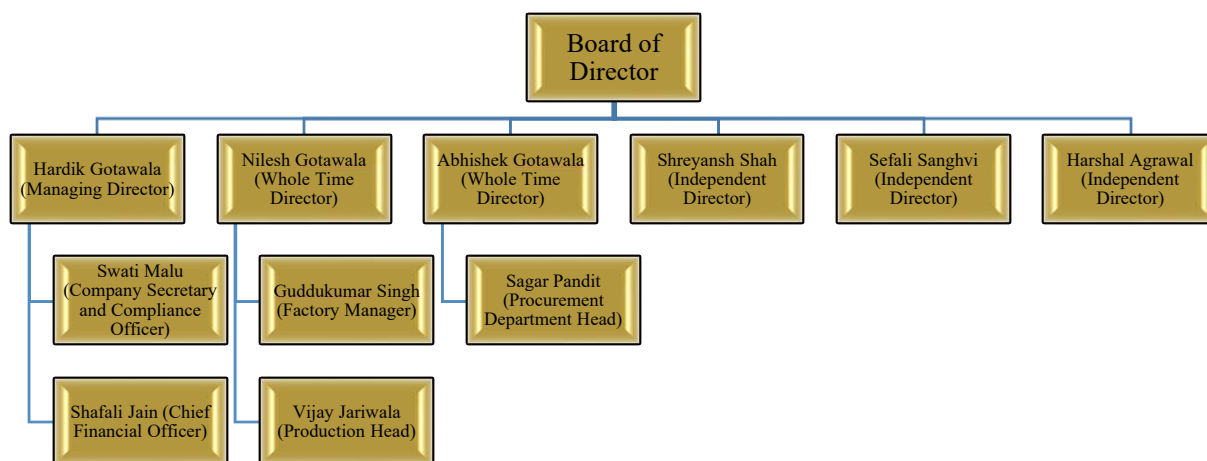 Board of
Director
Hardik Gotawala
(Managing Director)
Nilesh Gotawala
(Whole Time
Director)
Abhishek Gotawala
(Whole Time
Director)
Shreyansh Shah
(Independent
Director)
Sefali Sanghvi
(Independent
Director)
Harshal Agrawal
(Independent
Director)
Swati Malu
(Company Secretary
and Compliance
Officer)
Guddukumar Singh
(Factory Manager)
Sagar Pandit
(Procurement
Department Head)
Shafali Jain (Chief
Financial Officer)
Vijay Jariwala
(Production Head)